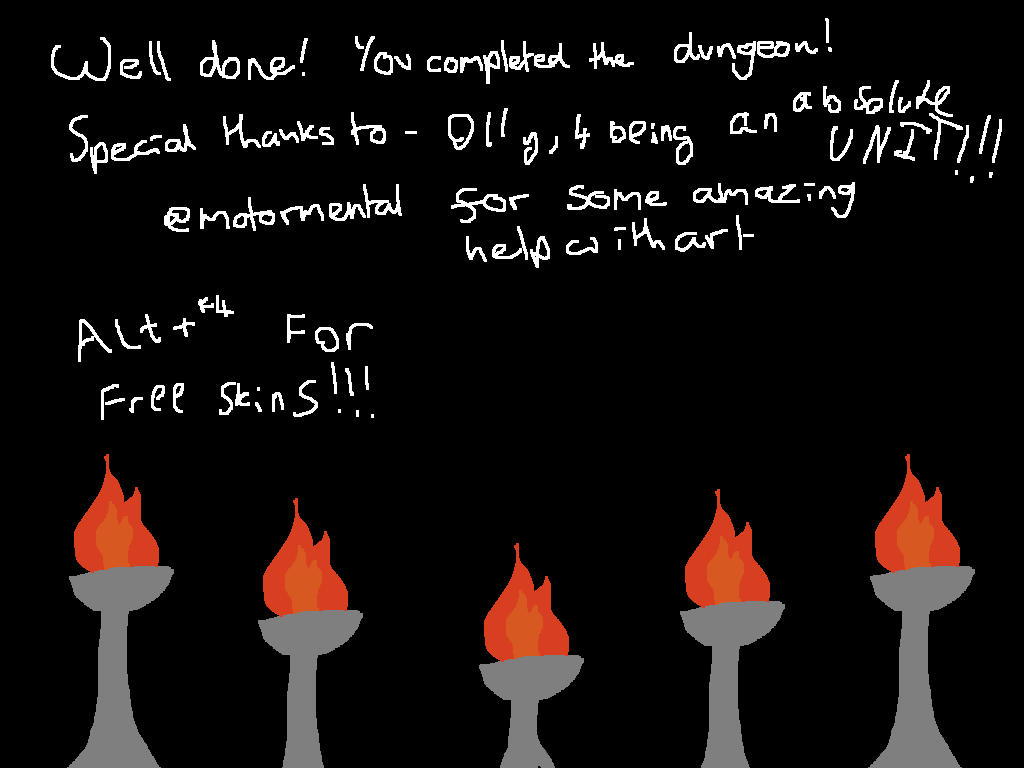 Well done! You completed the dungeon!
Special thanks to - Olly, 4 being an absolute UNIT!!!
@motormental for some amazing
help with art
ALt+F4 For
Free skins!!!